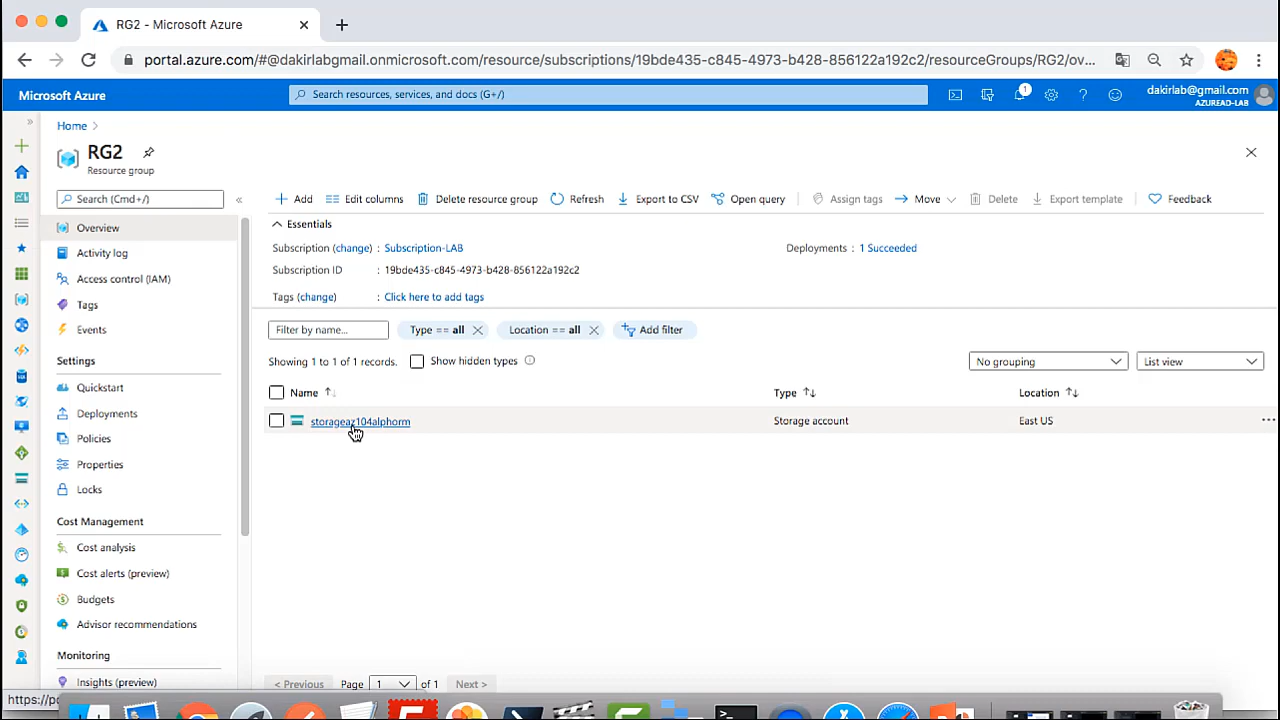 RG2 - Microsoft Azure
portal.azure.com/#@dakirlabgmail.onmicrosoft.com/resource/subscriptions/19bde435-c845-4973-b428-856122a192c2/resourceGroups/RG2/ov...
Microsoft Azure
Search resources, services, and docs (G+/)
1
dakirlab@gmail.com
AZUREAD-LAB
Home
RG2
Resource group
Search (Cmd+/)
Add
Edit columns
Delete resource group
Refresh
Export to CSV
Open query
Assign tags
Move
Delete
Export template
Feedback
Overview
Activity log
Access control (IAM)
Tags
Events
Settings
Quickstart
Deployments
Policies
Properties
Locks
Cost Management
Cost analysis
Cost alerts (preview)
Budgets
Advisor recommendations
Monitoring
Insights (preview)
Essentials
Subscription (change) : Subscription-LAB
Deployments : 1 Succeeded
Subscription ID : 19bde435-c845-4973-b428-856122a192c2
Tags (change) : Click here to add tags
Filter by name...
Type == all
Location == all
Add filter
Showing 1 to 1 of 1 records.
Show hidden types
No grouping
List view
Name
Type
Location
storageaz104alphorm
Storage account
East US
< Previous
Page 1 of 1
Next >